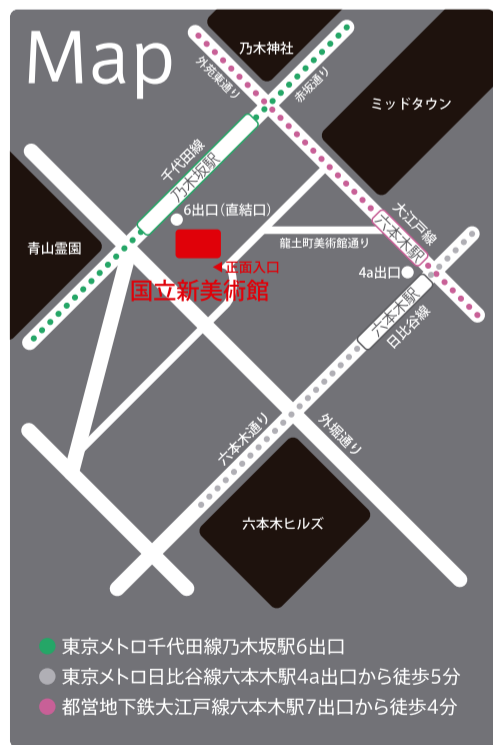 Map
乃木神社
外苑東通り
赤坂通り
ミッドタウン
千代田線
乃木坂駅
6出口(直結口)
大江戸線
六本木駅
青山霊園
龍土町美術館通り
正面入口
4a出口
国立新美術館
六本木駅
日比谷線
六本木通り
外堀通り
六本木ヒルズ
東京メトロ千代田線乃木坂駅6出口
東京メトロ日比谷線六本木駅4a出口から徒歩5分
都営地下鉄大江戸線六本木駅7出口から徒歩4分